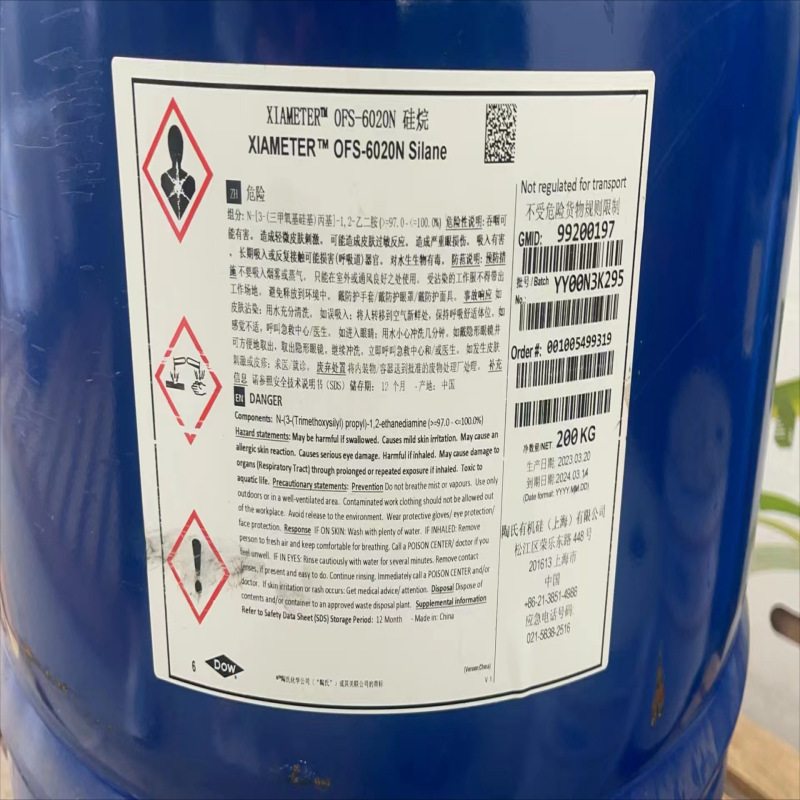 XIAMETER™ OFS-6020N 硅烷
XIAMETER™ OFS-6020N Silane
ZH 危险
组分: N-[3-(三甲氧基硅基)丙基]-1,2-乙二胺(>=97.0-<=100.0%) 危险性说明: 吞咽可
能有害。 造成轻微皮肤刺激。 可能造成皮肤过敏反应。 造成严重眼损伤。 吸入有害
。 长期吸入或反复接触可能损害(呼吸道)器官。 对水生生物有毒。 防范说明: 预防措
施 不要吸入烟雾或蒸气。 只能在室外或通风良好之处使用。 受沾染的工作服不得带出
工作场地。 避免释放到环境中。 戴防护手套/戴防护眼罩/戴防护面具。 事故响应 如
皮肤沾染: 用水充分清洗。 如误吸入: 将人转移到空气新鲜处, 保持呼吸舒适体位。如
感觉不适, 呼叫急救中心/医生。 如进入眼睛: 用水小心冲洗几分钟。如戴隐形眼镜并
可方便地取出, 取出隐形眼镜。继续冲洗。立即呼叫急救中心和/或医生。 如发生皮肤
刺激或皮疹: 求医/就诊。 废弃处置 将内装物/容器送到批准的废物处理厂处理。 补充
信息 请参照安全技术说明书 (SDS) 储存期: 12 个月 -产地: 中国
EN DANGER
Components: N-(3-(Trimethoxysilyl) propyl)-1,2-ethanediamine (>=97.0 - <=100.0%)
Hazard statements: May be harmful if swallowed. Causes mild skin irritation. May cause an
allergic skin reaction. Causes serious eye damage. Harmful if inhaled. May cause damage to
organs (Respiratory Tract) through prolonged or repeated exposure if inhaled. Toxic to
aquatic life. Precautionary statements: Prevention Do not breathe mist or vapours. Use only
outdoors or in a well-ventilated area. Contaminated work clothing should not be allowed out
of the workplace. Avoid release to the environment. Wear protective gloves/ eye protection/
face protection. Response IF ON SKIN: Wash with plenty of water. IF INHALED: Remove
person to fresh air and keep comfortable for breathing. Call a POISON CENTER/ doctor if you
feel unwell. IF IN EYES: Rinse cautiously with water for several minutes. Remove contact
lenses, if present and easy to do. Continue rinsing. Immediately call a POISON CENTER and/or
doctor. If skin irritation or rash occurs: Get medical advice/ attention. Disposal Dispose of
contents and/or container to an approved waste disposal plant. Supplemental information
Refer to Safety Data Sheet (SDS) Storage Period: 12 Month - Made in: China
6 DOW
®™陶氏化学公司 ("陶氏") 或其关联公司的商标
(Version:China)
V 1
Not regulated for transport
不受危险货物规则限制
GMID: 99200197
批号/Batch No.: YY00N3K295
Order#: 001005499319
净数量/NET 200 KG
生产日期: 2023.03.20
到期日期: 2024.03.14
(Date format: YYYY.MM.DD)
陶氏有机硅(上海)有限公司
松江区荣乐东路 448 号
201613 上海市
中国
+86-21-3851-4988
应急电话号码:
021-5838-2516